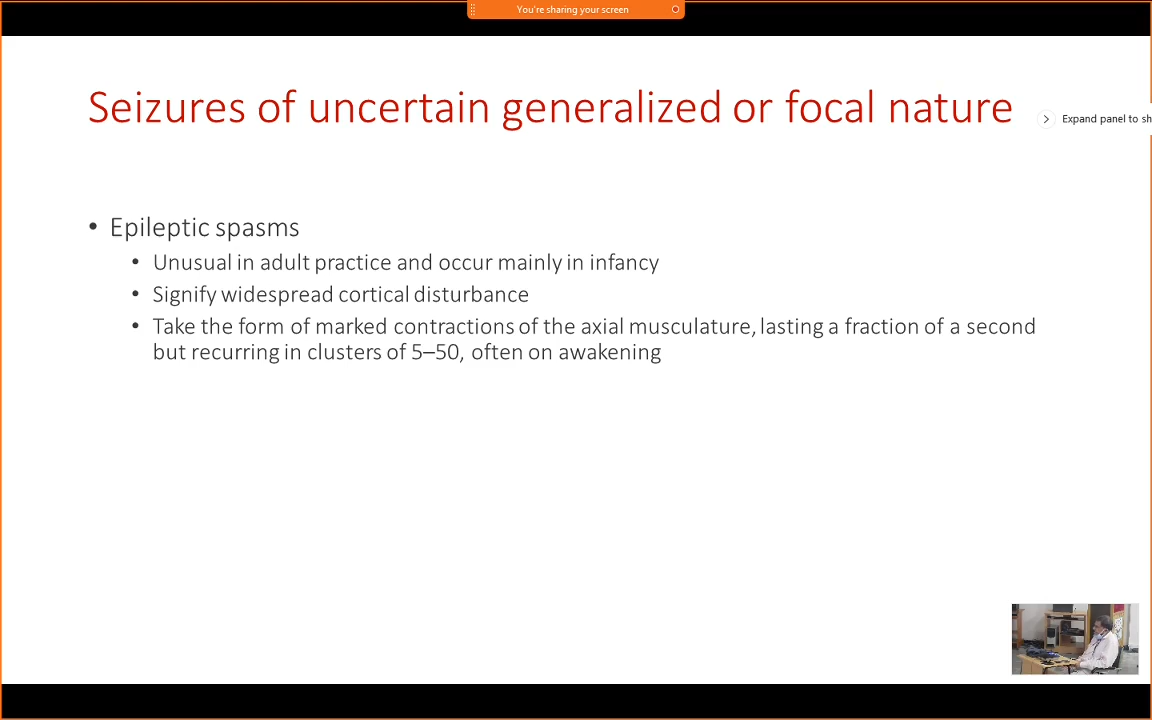 You're sharing your screen
Seizures of uncertain generalized or focal nature
Expand panel to sh
• Epileptic spasms
• Unusual in adult practice and occur mainly in infancy
• Signify widespread cortical disturbance
• Take the form of marked contractions of the axial musculature, lasting a fraction of a second
but recurring in clusters of 5–50, often on awakening